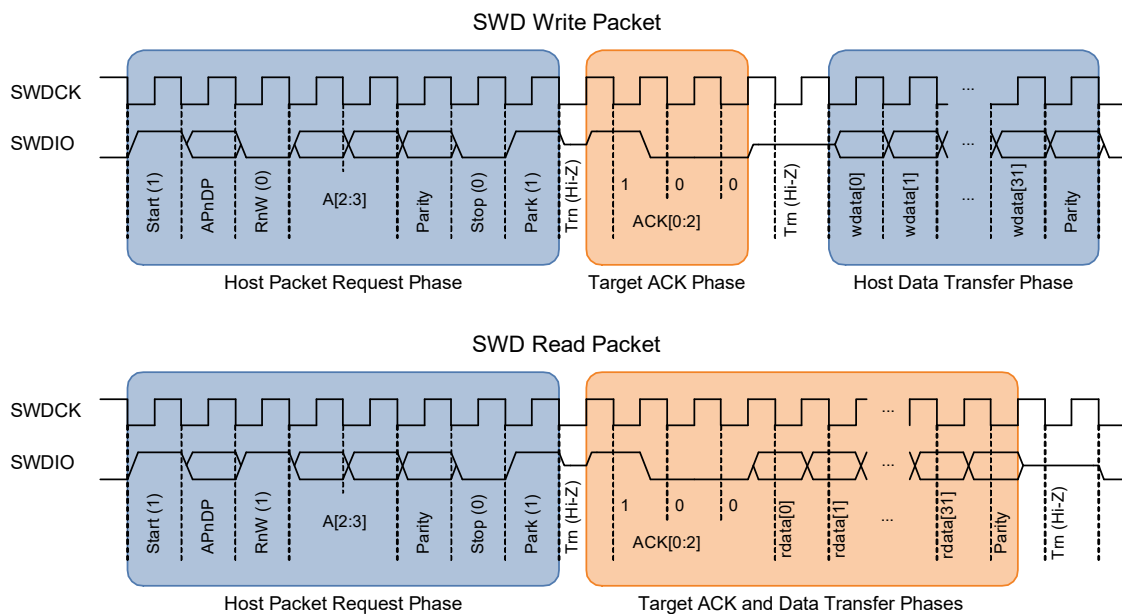 SWD Write Packet
SWDCK
...
SWDIO
...
Start (1)
APnDP
RnW (0)
A[2:3]
Parity
Stop (0)
Park (1)
Trn (Hi-Z)
1
0
0
ACK[0:2]
Trn (Hi-Z)
wdata[0]
wdata[1]
...
wdata[31]
Parity
Host Packet Request Phase
Target ACK Phase
Host Data Transfer Phase
SWD Read Packet
SWDCK
...
SWDIO
...
Start (1)
APnDP
RnW (1)
A[2:3]
Parity
Stop (0)
Park (1)
Trn (Hi-Z)
1
0
0
ACK[0:2]
rdata[0]
rdata[1]
...
rdata[31]
Parity
Trn (Hi-Z)
Host Packet Request Phase
Target ACK and Data Transfer Phases